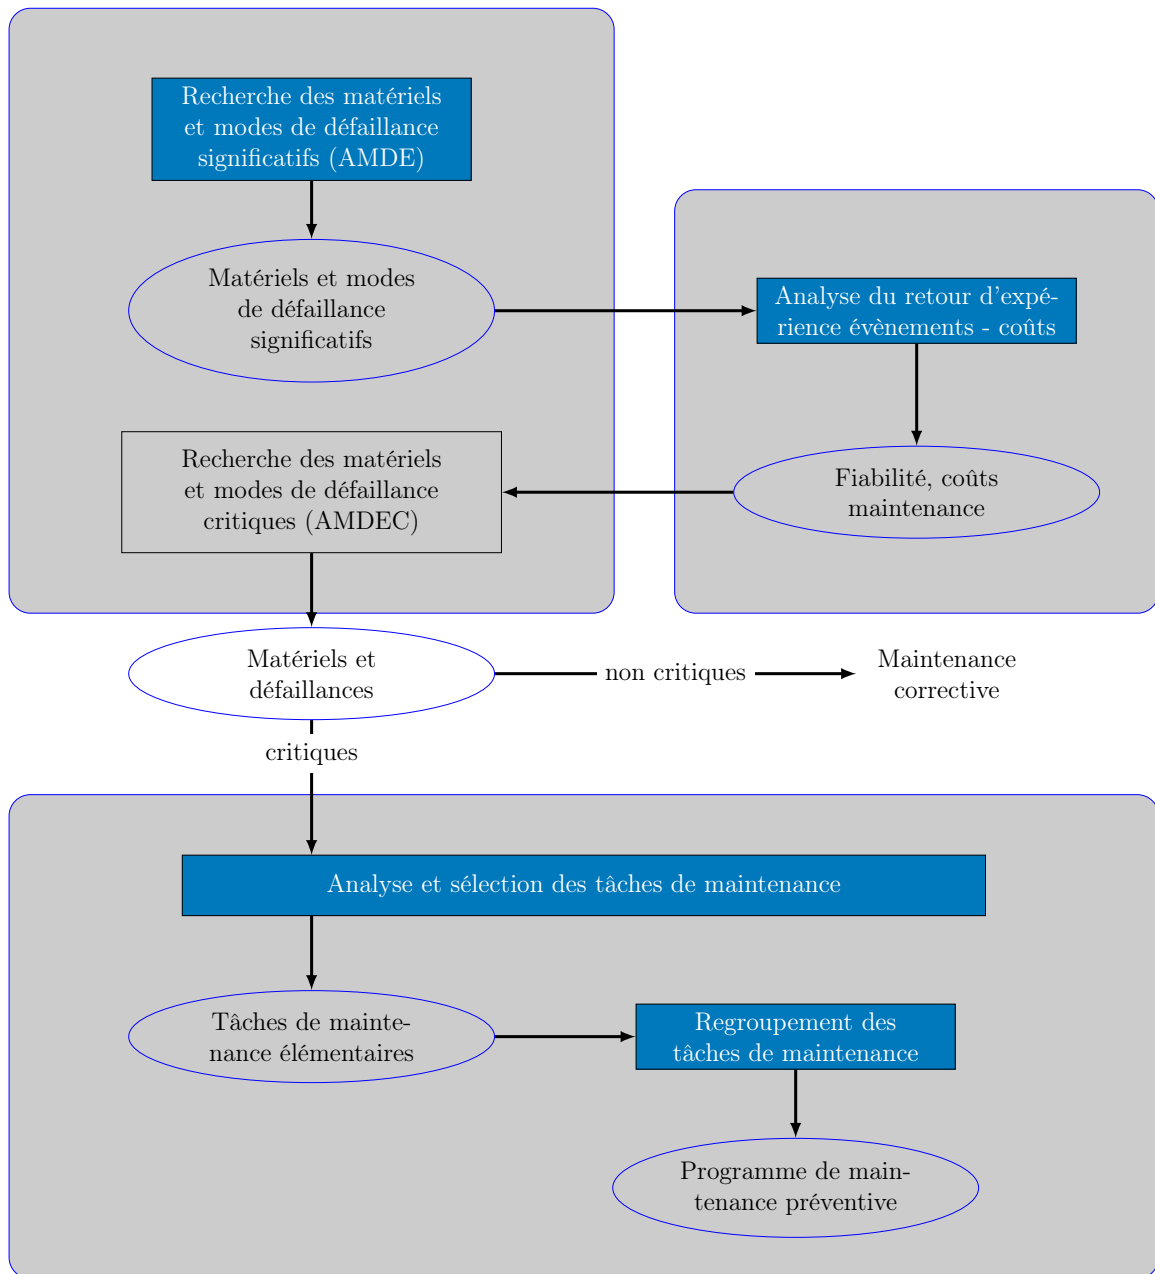 Recherche des matériels
et modes de défaillance
significatifs (AMDE)
Matériels et modes
de défaillance
significatifs
Analyse du retour d'expé-
rience évènements - coûts
Recherche des matériels
et modes de défaillance
critiques (AMDEC)
Fiabilité, coûts
maintenance
Matériels et
défaillances
non critiques
Maintenance
corrective
critiques
Analyse et sélection des tâches de maintenance
Tâches de mainte-
nance élémentaires
Regroupement des
tâches de maintenance
Programme de main-
tenance préventive